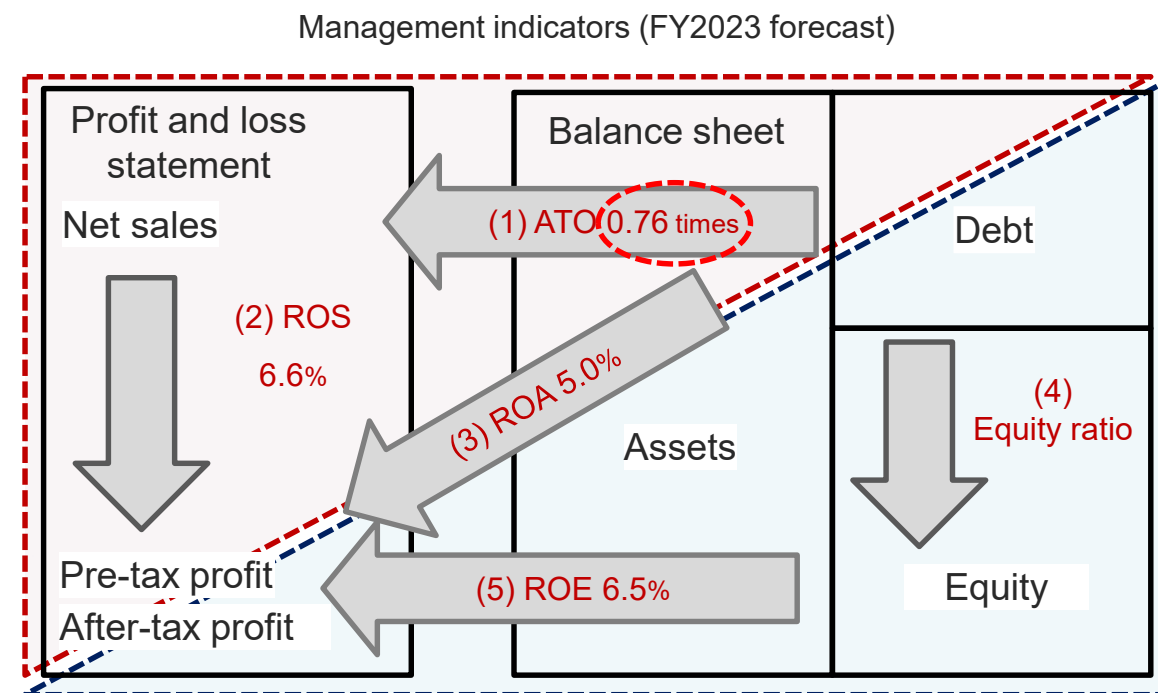 Management indicators (FY2023 forecast)
Profit and loss
statement
Balance sheet
Net sales
(1) ATO 0.76 times
Debt
(2) ROS
6.6%
(3) ROA 5.0%
(4)
Equity ratio
Assets
Pre-tax profit
(5) ROE 6.5%
Equity
After-tax profit